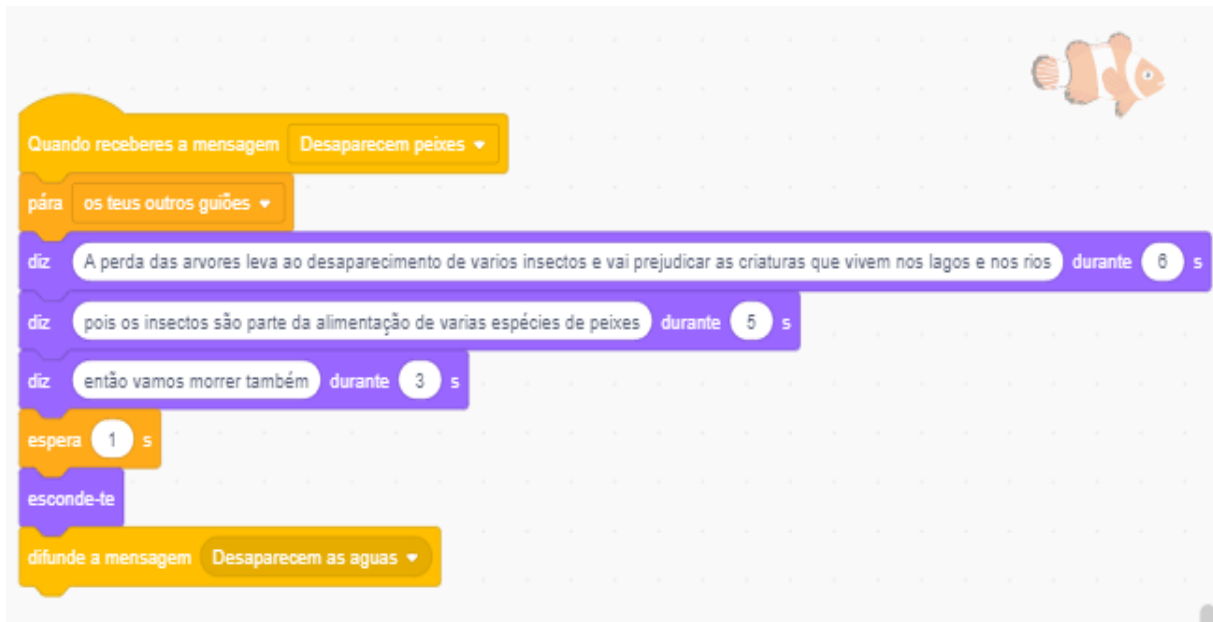 Quando receberes a mensagem Desaparecem peixes
pára os teus outros guiões
diz A perda das arvores leva ao desaparecimento de varios insectos e vai prejudicar as criaturas que vivem nos lagos e nos rios durante 6 s
diz pois os insectos são parte da alimentação de varias espécies de peixes durante 5 s
diz então vamos morrer também durante 3 s
espera 1 s
esconde-te
difunde a mensagem Desaparecem as aguas